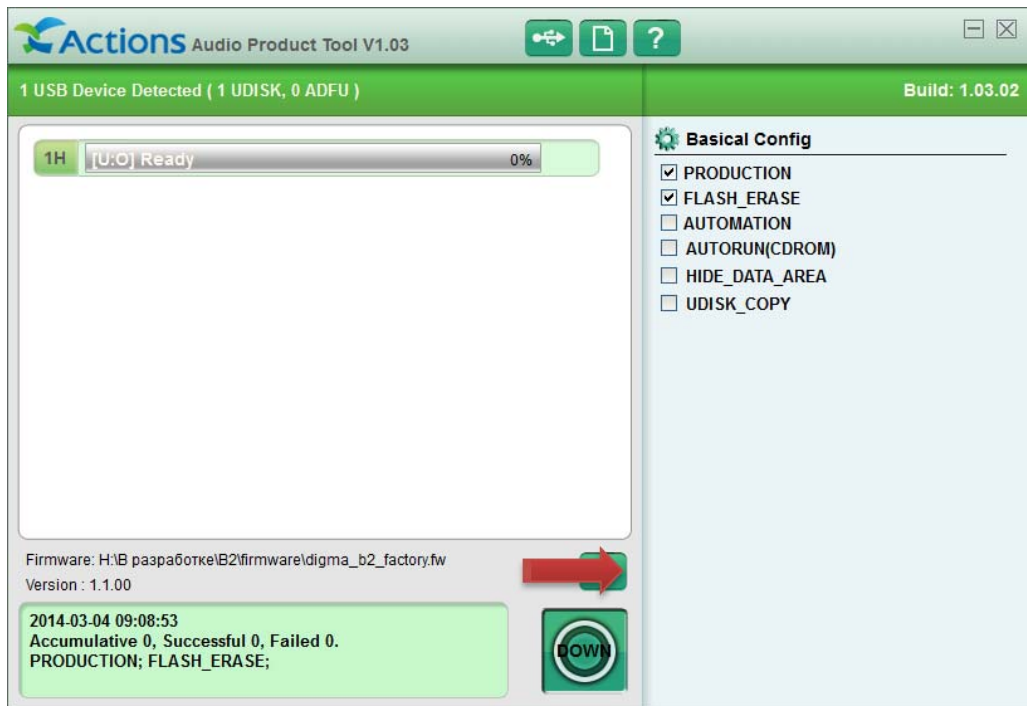 Actions Audio Product Tool V1.03
?
1 USB Device Detected ( 1 UDISK, 0 ADFU )
Build: 1.03.02
1H [U:O] Ready 0%
Basical Config
PRODUCTION
FLASH_ERASE
AUTOMATION
AUTORUN(CDROM)
HIDE_DATA_AREA
UDISK_COPY
Firmware: H:\В разработке\B2\firmware\digma_b2_factory.fw
Version : 1.1.00
2014-03-04 09:08:53
Accumulative 0, Successful 0, Failed 0.
PRODUCTION; FLASH_ERASE;
DOWN